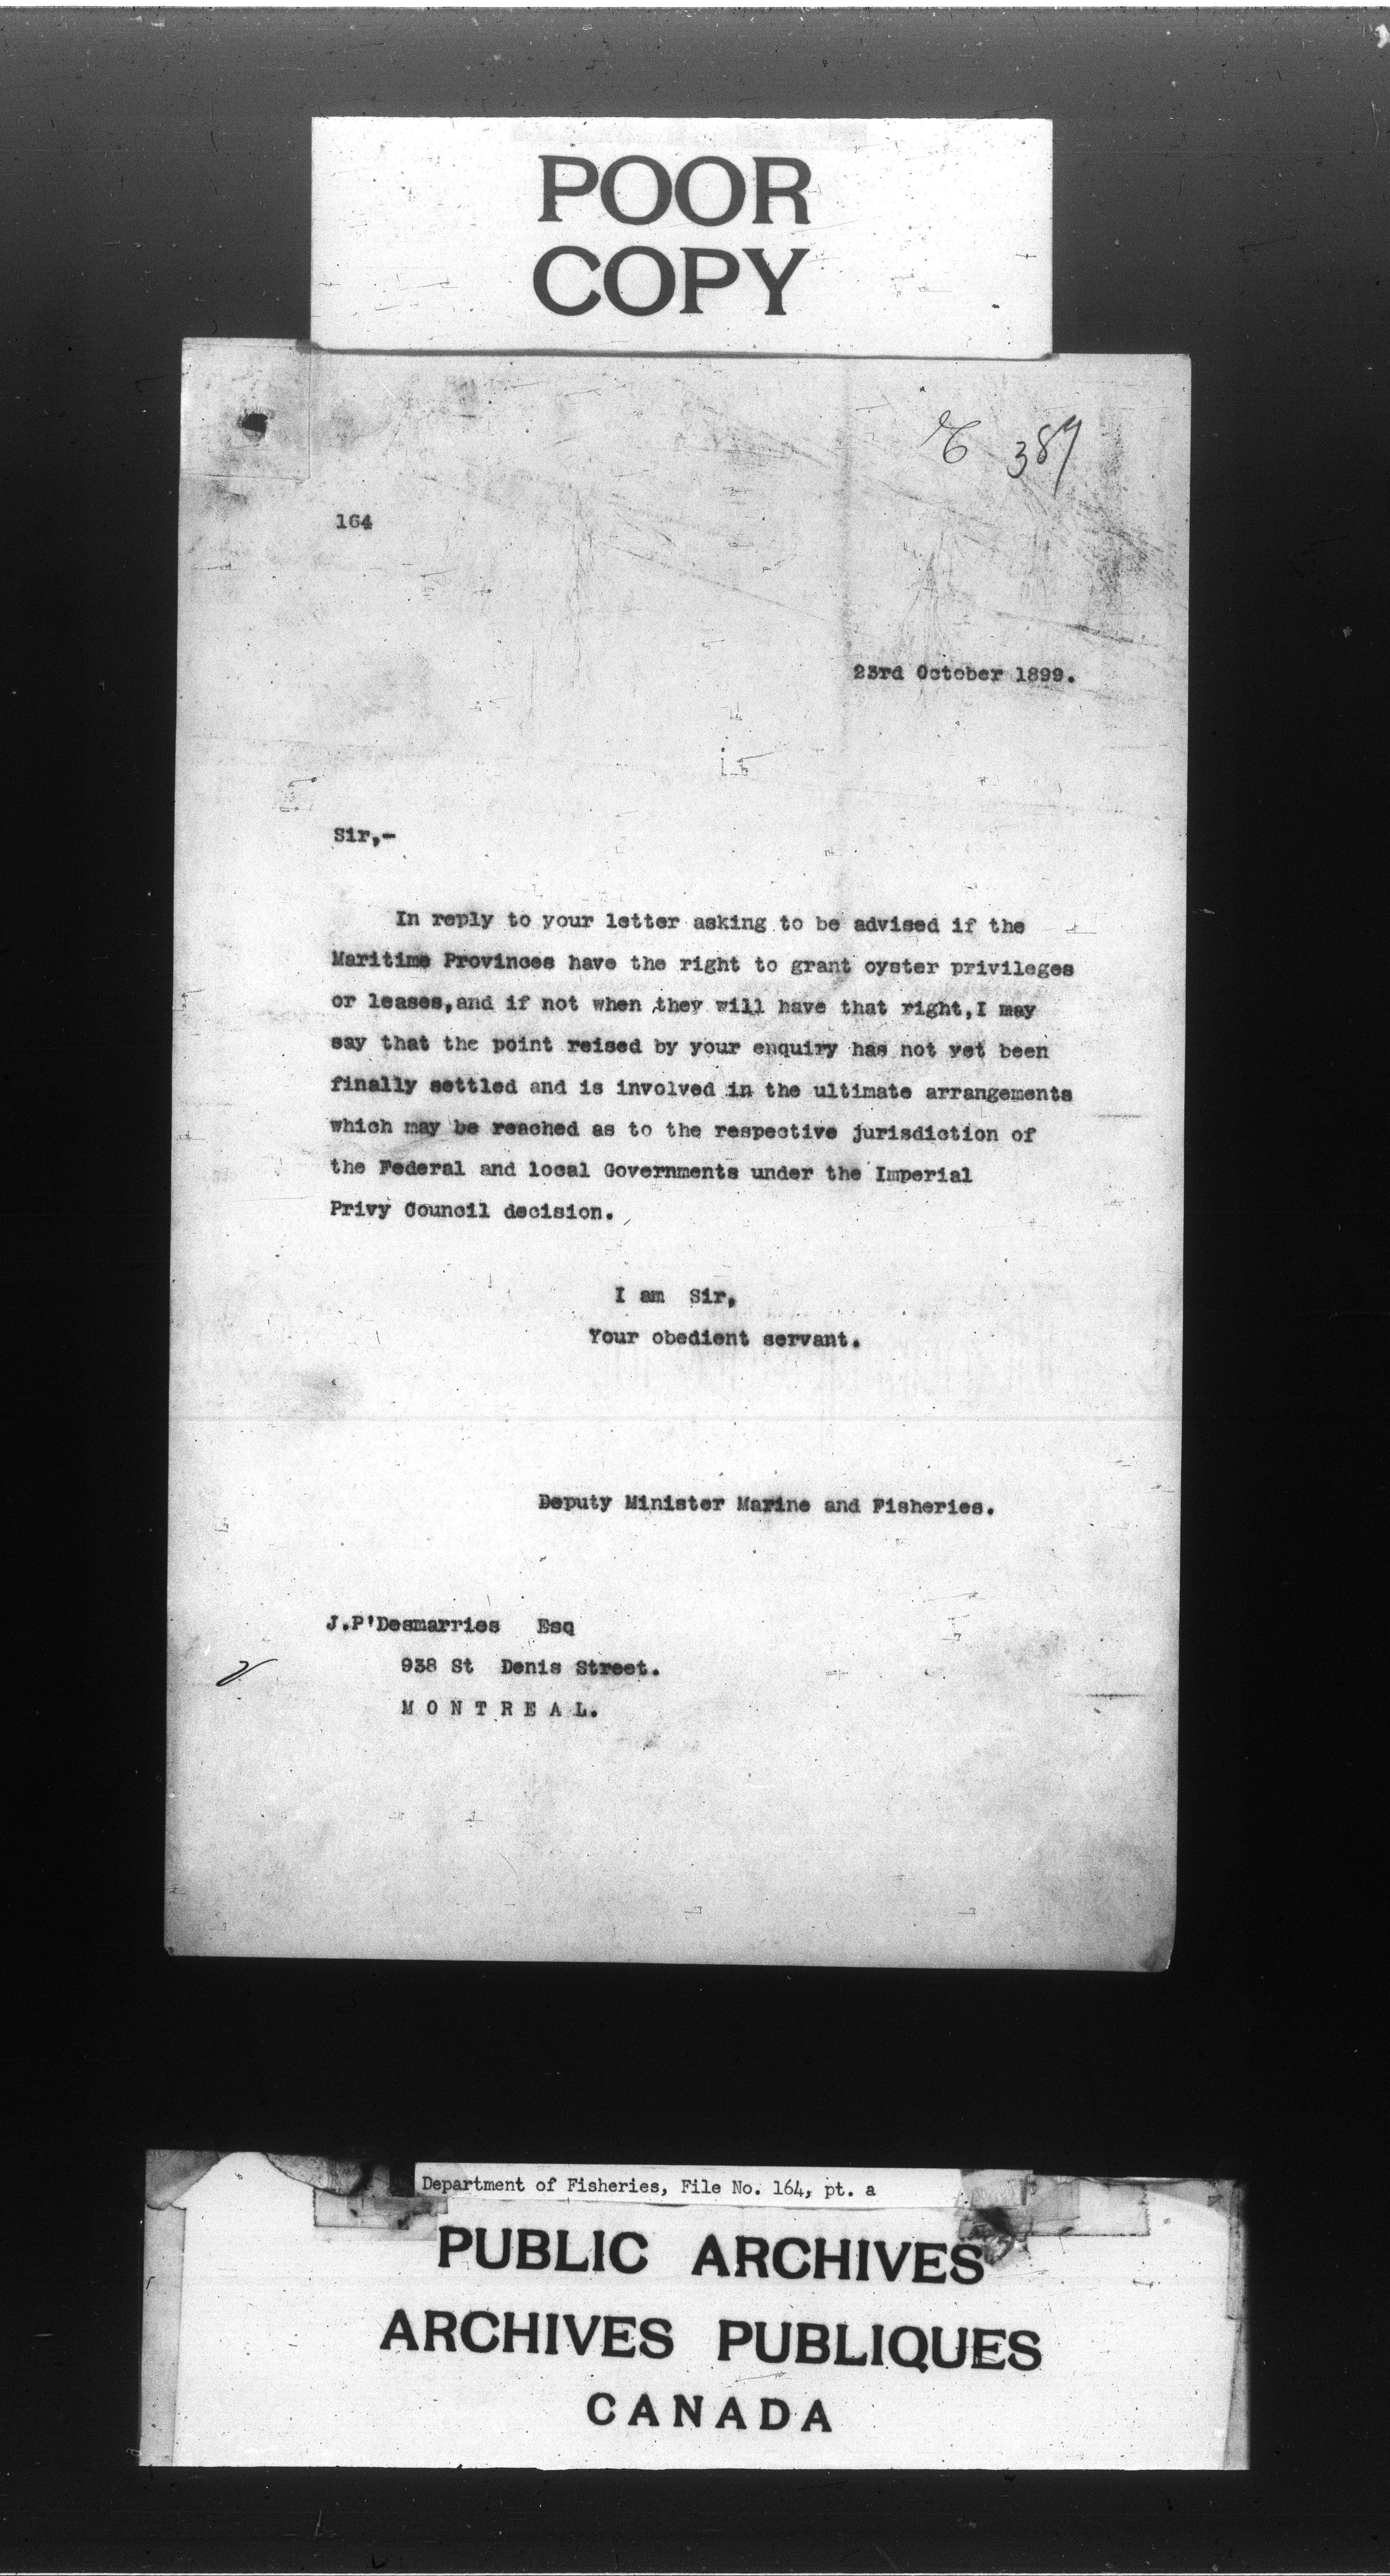 POOR
COPY
387
164
23rd October 1899.
Sir,-
In reply to your letter asking to be advised if the
Maritime Provinces have the right to grant oyster privileges
or leases,and if not when they will have that right,I may
say that the point reised by your enquiry has not yet been
finally settled and is involved in the ultimate arrangements
which may be reached as to the respective jurisdiction of
the Federal and local Governments under the Imperial
Privy Council decision.
I am Sir,
Your obedient servant.
Deputy Minister Marine and Fisheries.
J.P'Desmarries Esq
938 St Denis Street.
MONTREAL.
Department of Fisheries, File No. 164, pt. a
PUBLIC ARCHIVES
ARCHIVES PUBLIQUES
CANADA